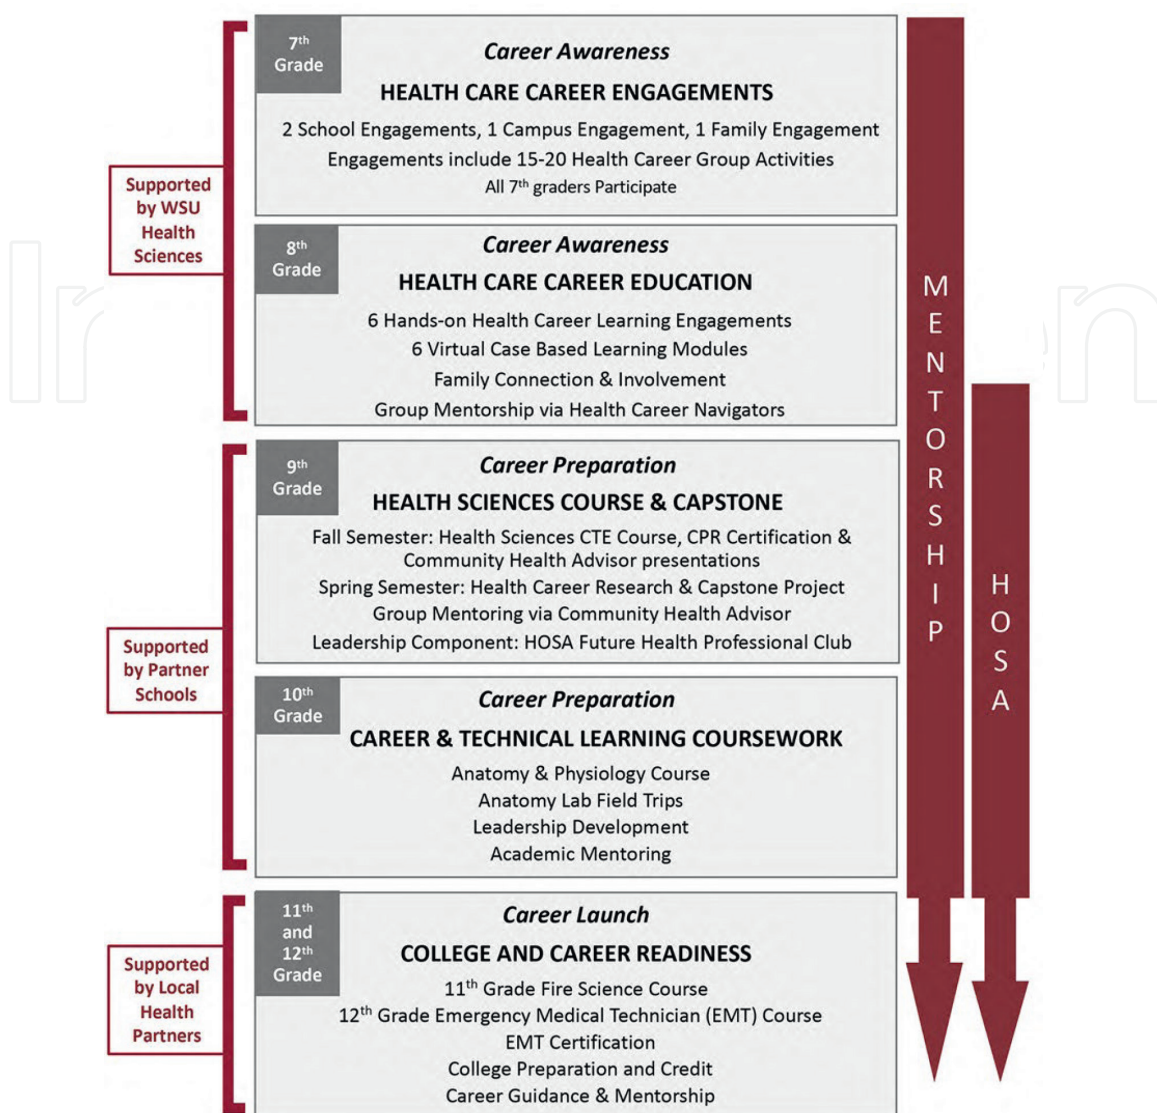 7th
Grade
Career Awareness
HEALTH CARE CAREER ENGAGEMENTS
2 School Engagements, 1 Campus Engagement, 1 Family Engagement
Engagements include 15-20 Health Career Group Activities
All 7th graders Participate
Supported
by WSU
Health
Sciences
8th
Grade
Career Awareness
HEALTH CARE CAREER EDUCATION
6 Hands-on Health Career Learning Engagements
6 Virtual Case Based Learning Modules
Family Connection & Involvement
Group Mentorship via Health Career Navigators
9th
Grade
Career Preparation
HEALTH SCIENCES COURSE & CAPSTONE
Fall Semester: Health Sciences CTE Course, CPR Certification &
Community Health Advisor presentations
Spring Semester: Health Career Research & Capstone Project
Group Mentoring via Community Health Advisor
Leadership Component: HOSA Future Health Professional Club
Supported
by Partner
Schools
10th
Grade
Career Preparation
CAREER & TECHNICAL LEARNING COURSEWORK
Anatomy & Physiology Course
Anatomy Lab Field Trips
Leadership Development
Academic Mentoring
11th
and
12th
Grade
Career Launch
COLLEGE AND CAREER READINESS
11th Grade Fire Science Course
12th Grade Emergency Medical Technician (EMT) Course
EMT Certification
College Preparation and Credit
Career Guidance & Mentorship
Supported
by Local
Health
Partners
MENTORSHIP
HOSA